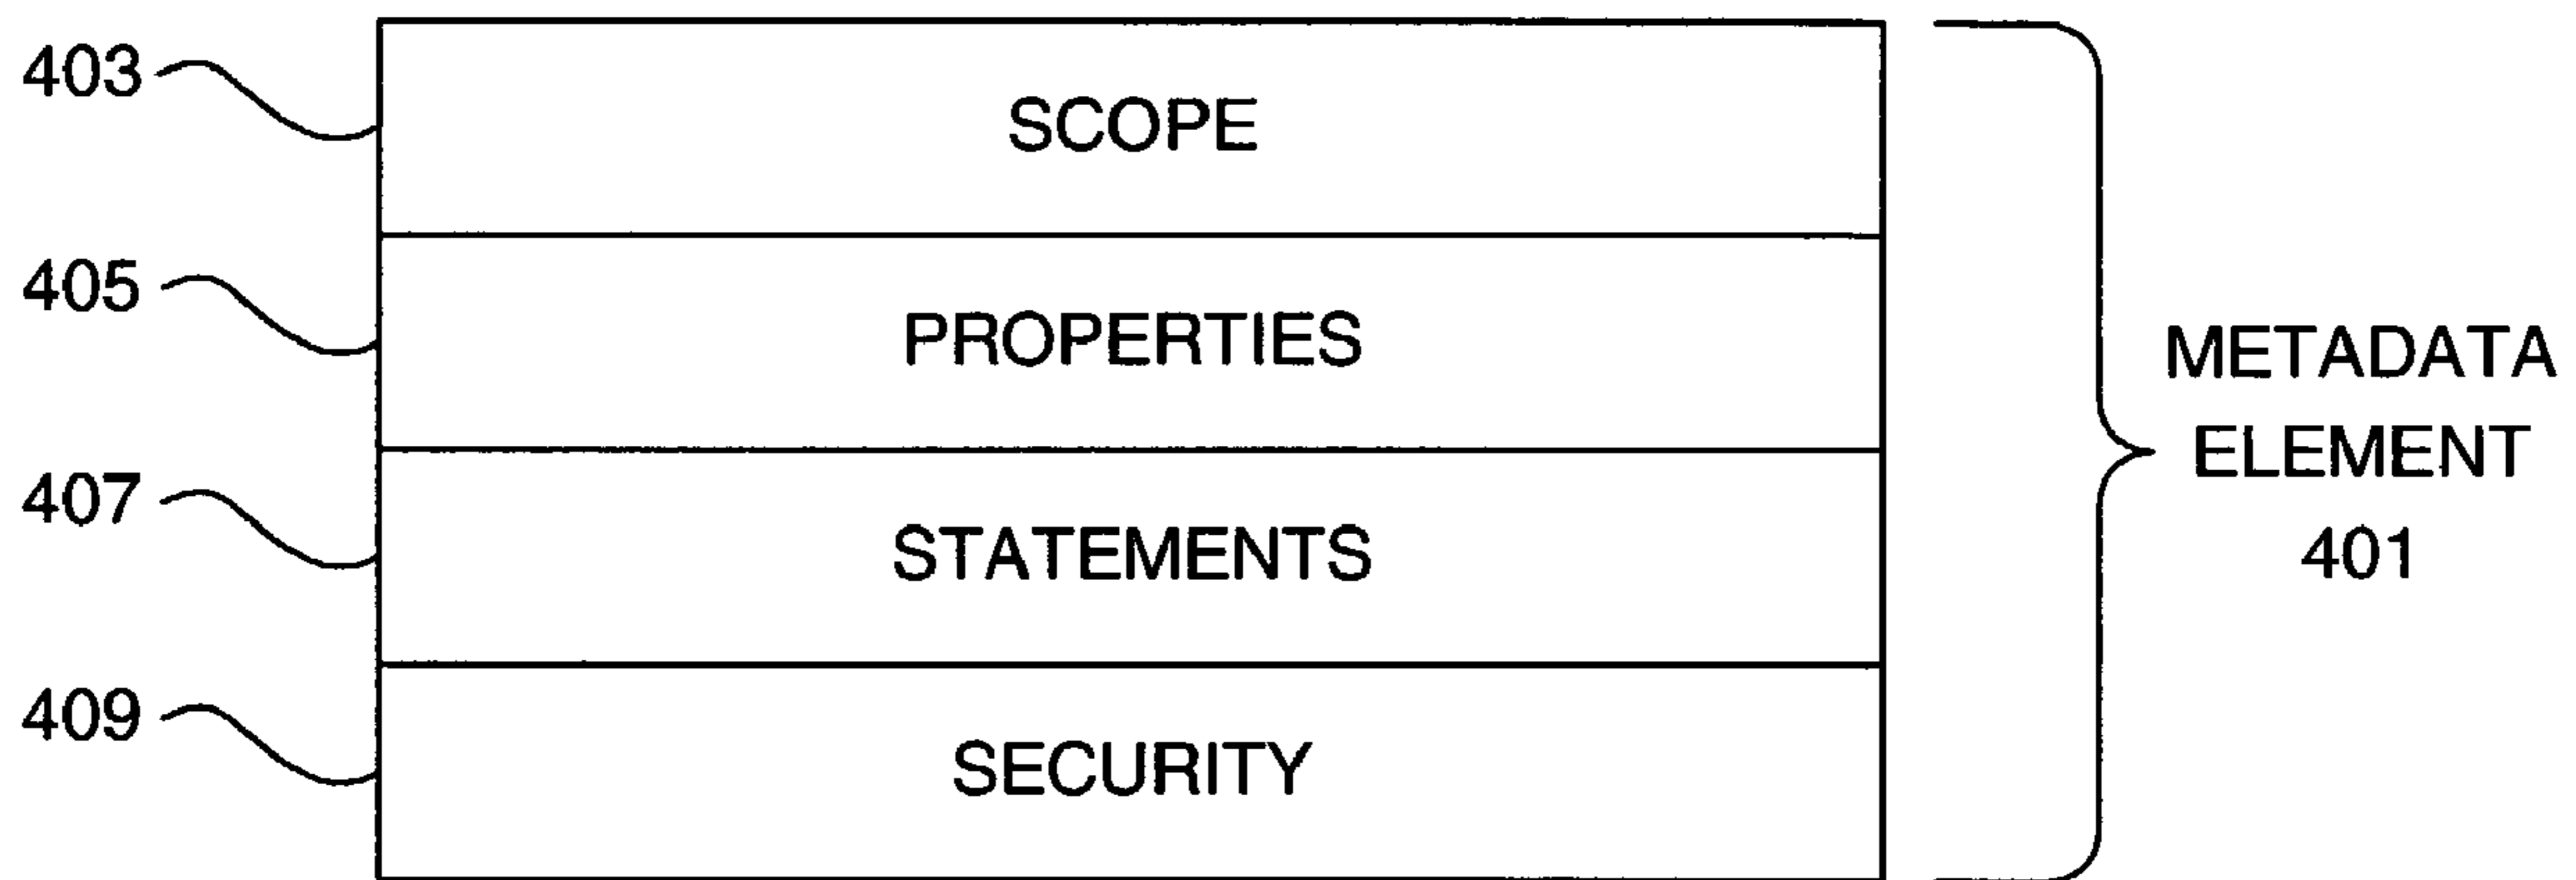 403
SCOPE
405
PROPERTIES
407
STATEMENTS
409
SECURITY
METADATA
ELEMENT
401